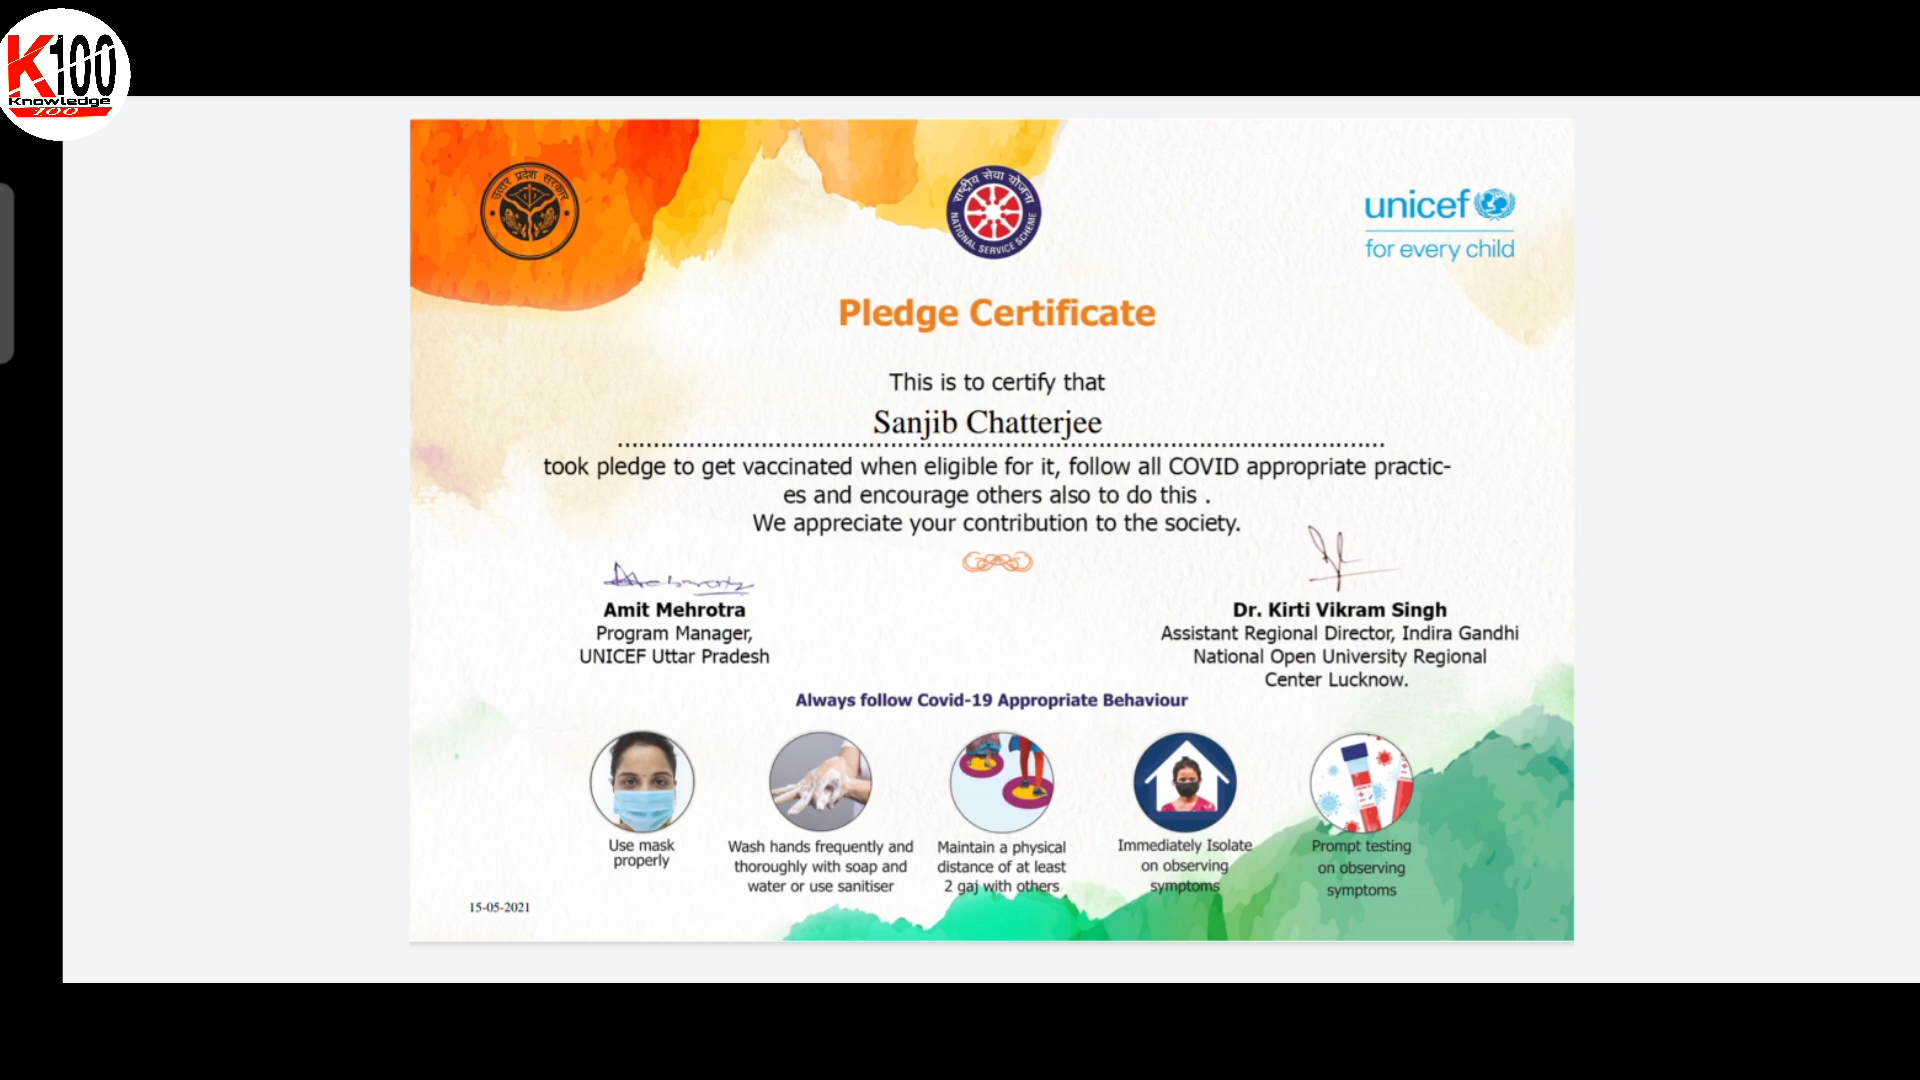 K100
Knowledge
100
उत्तर प्रदेश सरकार
राष्ट्रीय सेवा योजना
NATIONAL SERVICE SCHEME
unicef
for every child
Pledge Certificate
This is to certify that
Sanjib Chatterjee
took pledge to get vaccinated when eligible for it, follow all COVID appropriate practic-
es and encourage others also to do this .
We appreciate your contribution to the society.
Amit Mehrotra
Program Manager,
UNICEF Uttar Pradesh
Dr. Kirti Vikram Singh
Assistant Regional Director, Indira Gandhi
National Open University Regional
Center Lucknow.
Always follow Covid-19 Appropriate Behaviour
Use mask
properly
Wash hands frequently and
thoroughly with soap and
water or use sanitiser
Maintain a physical
distance of at least
2 gaj with others
Immediately Isolate
on observing
symptoms
Prompt testing
on observing
symptoms
15-05-2021